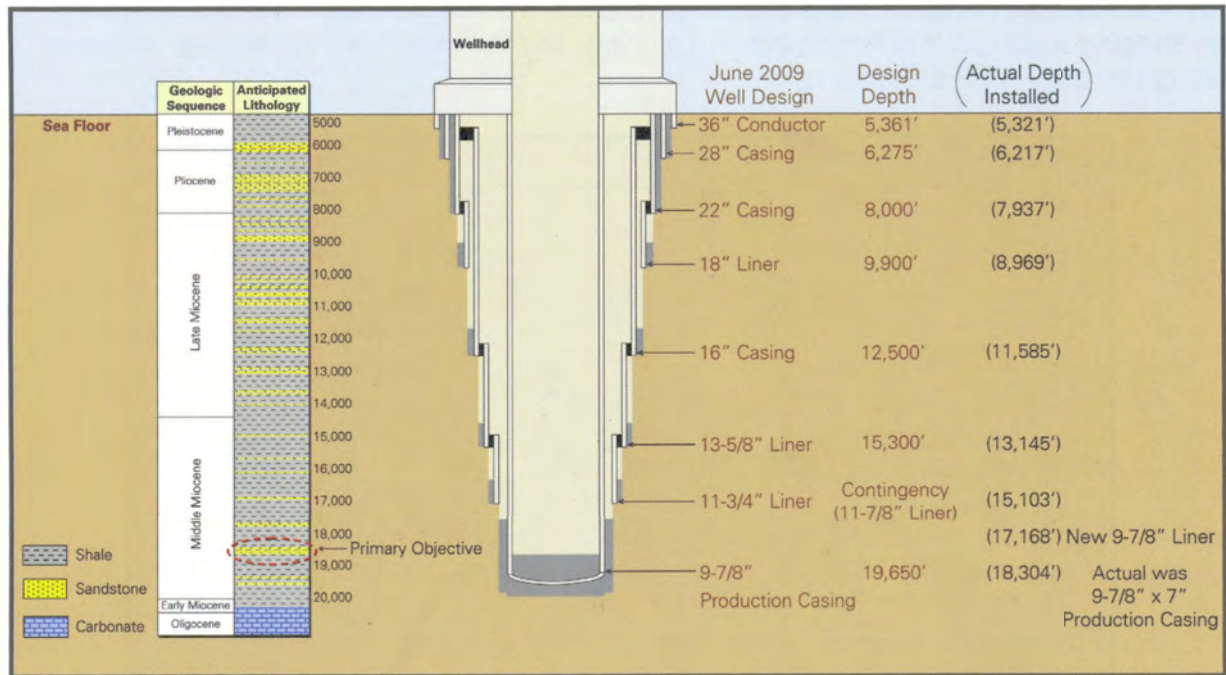 Wellhead
Geologic Sequence
Anticipated Lithology
June 2009 Well Design
Design Depth
(Actual Depth Installed)
Sea Floor
Pleistocene
Pliocene
Late Miocene
Middle Miocene
Early Miocene
Oligocene
5000
6000
7000
8000
9000
10,000
11,000
12,000
13,000
14,000
15,000
16,000
17,000
18,000
19,000
20,000
Primary Objective
Shale
Sandstone
Carbonate
36" Conductor 5,361' (5,321')
28" Casing 6,275' (6,217')
22" Casing 8,000' (7,937')
18" Liner 9,900' (8,969')
16" Casing 12,500' (11,585')
13-5/8" Liner 15,300' (13,145')
11-3/4" Liner Contingency (11-7/8" Liner) (15,103')
(17,168') New 9-7/8" Liner
9-7/8" Production Casing 19,650' (18,304') Actual was 9-7/8" x 7" Production Casing